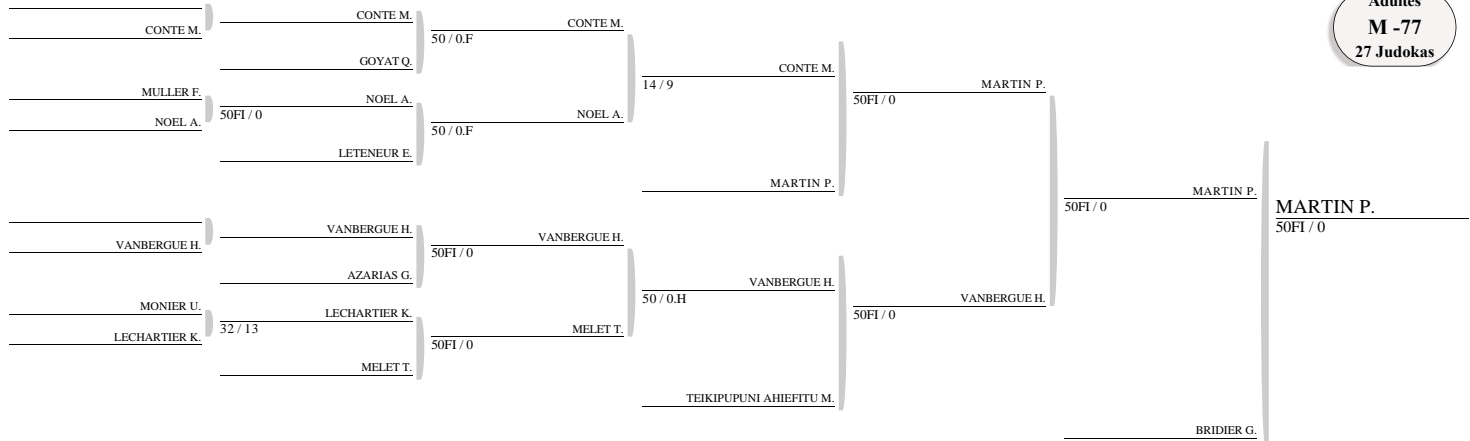 Adultes
M -77
27 Judokas
CONTE M.
MULLER F.
NOEL A.
VANBERGUE H.
MONIER U.
LECHARTIER K.
CONTE M.
GOYAT Q.
NOEL A.
50FI / 0
LETENEUR E.
VANBERGUE H.
AZARIAS G.
LECHARTIER K.
32 / 13
MELET T.
CONTE M.
50 / 0.F
NOEL A.
50 / 0.F
VANBERGUE H.
50FI / 0
MELET T.
50FI / 0
CONTE M.
14 / 9
MARTIN P.
VANBERGUE H.
50 / 0.H
TEIKIPUPUNI AHIEFITU M.
MARTIN P.
50FI / 0
VANBERGUE H.
50FI / 0
MARTIN P.
50FI / 0
BRIDIER G.
MARTIN P.
50FI / 0